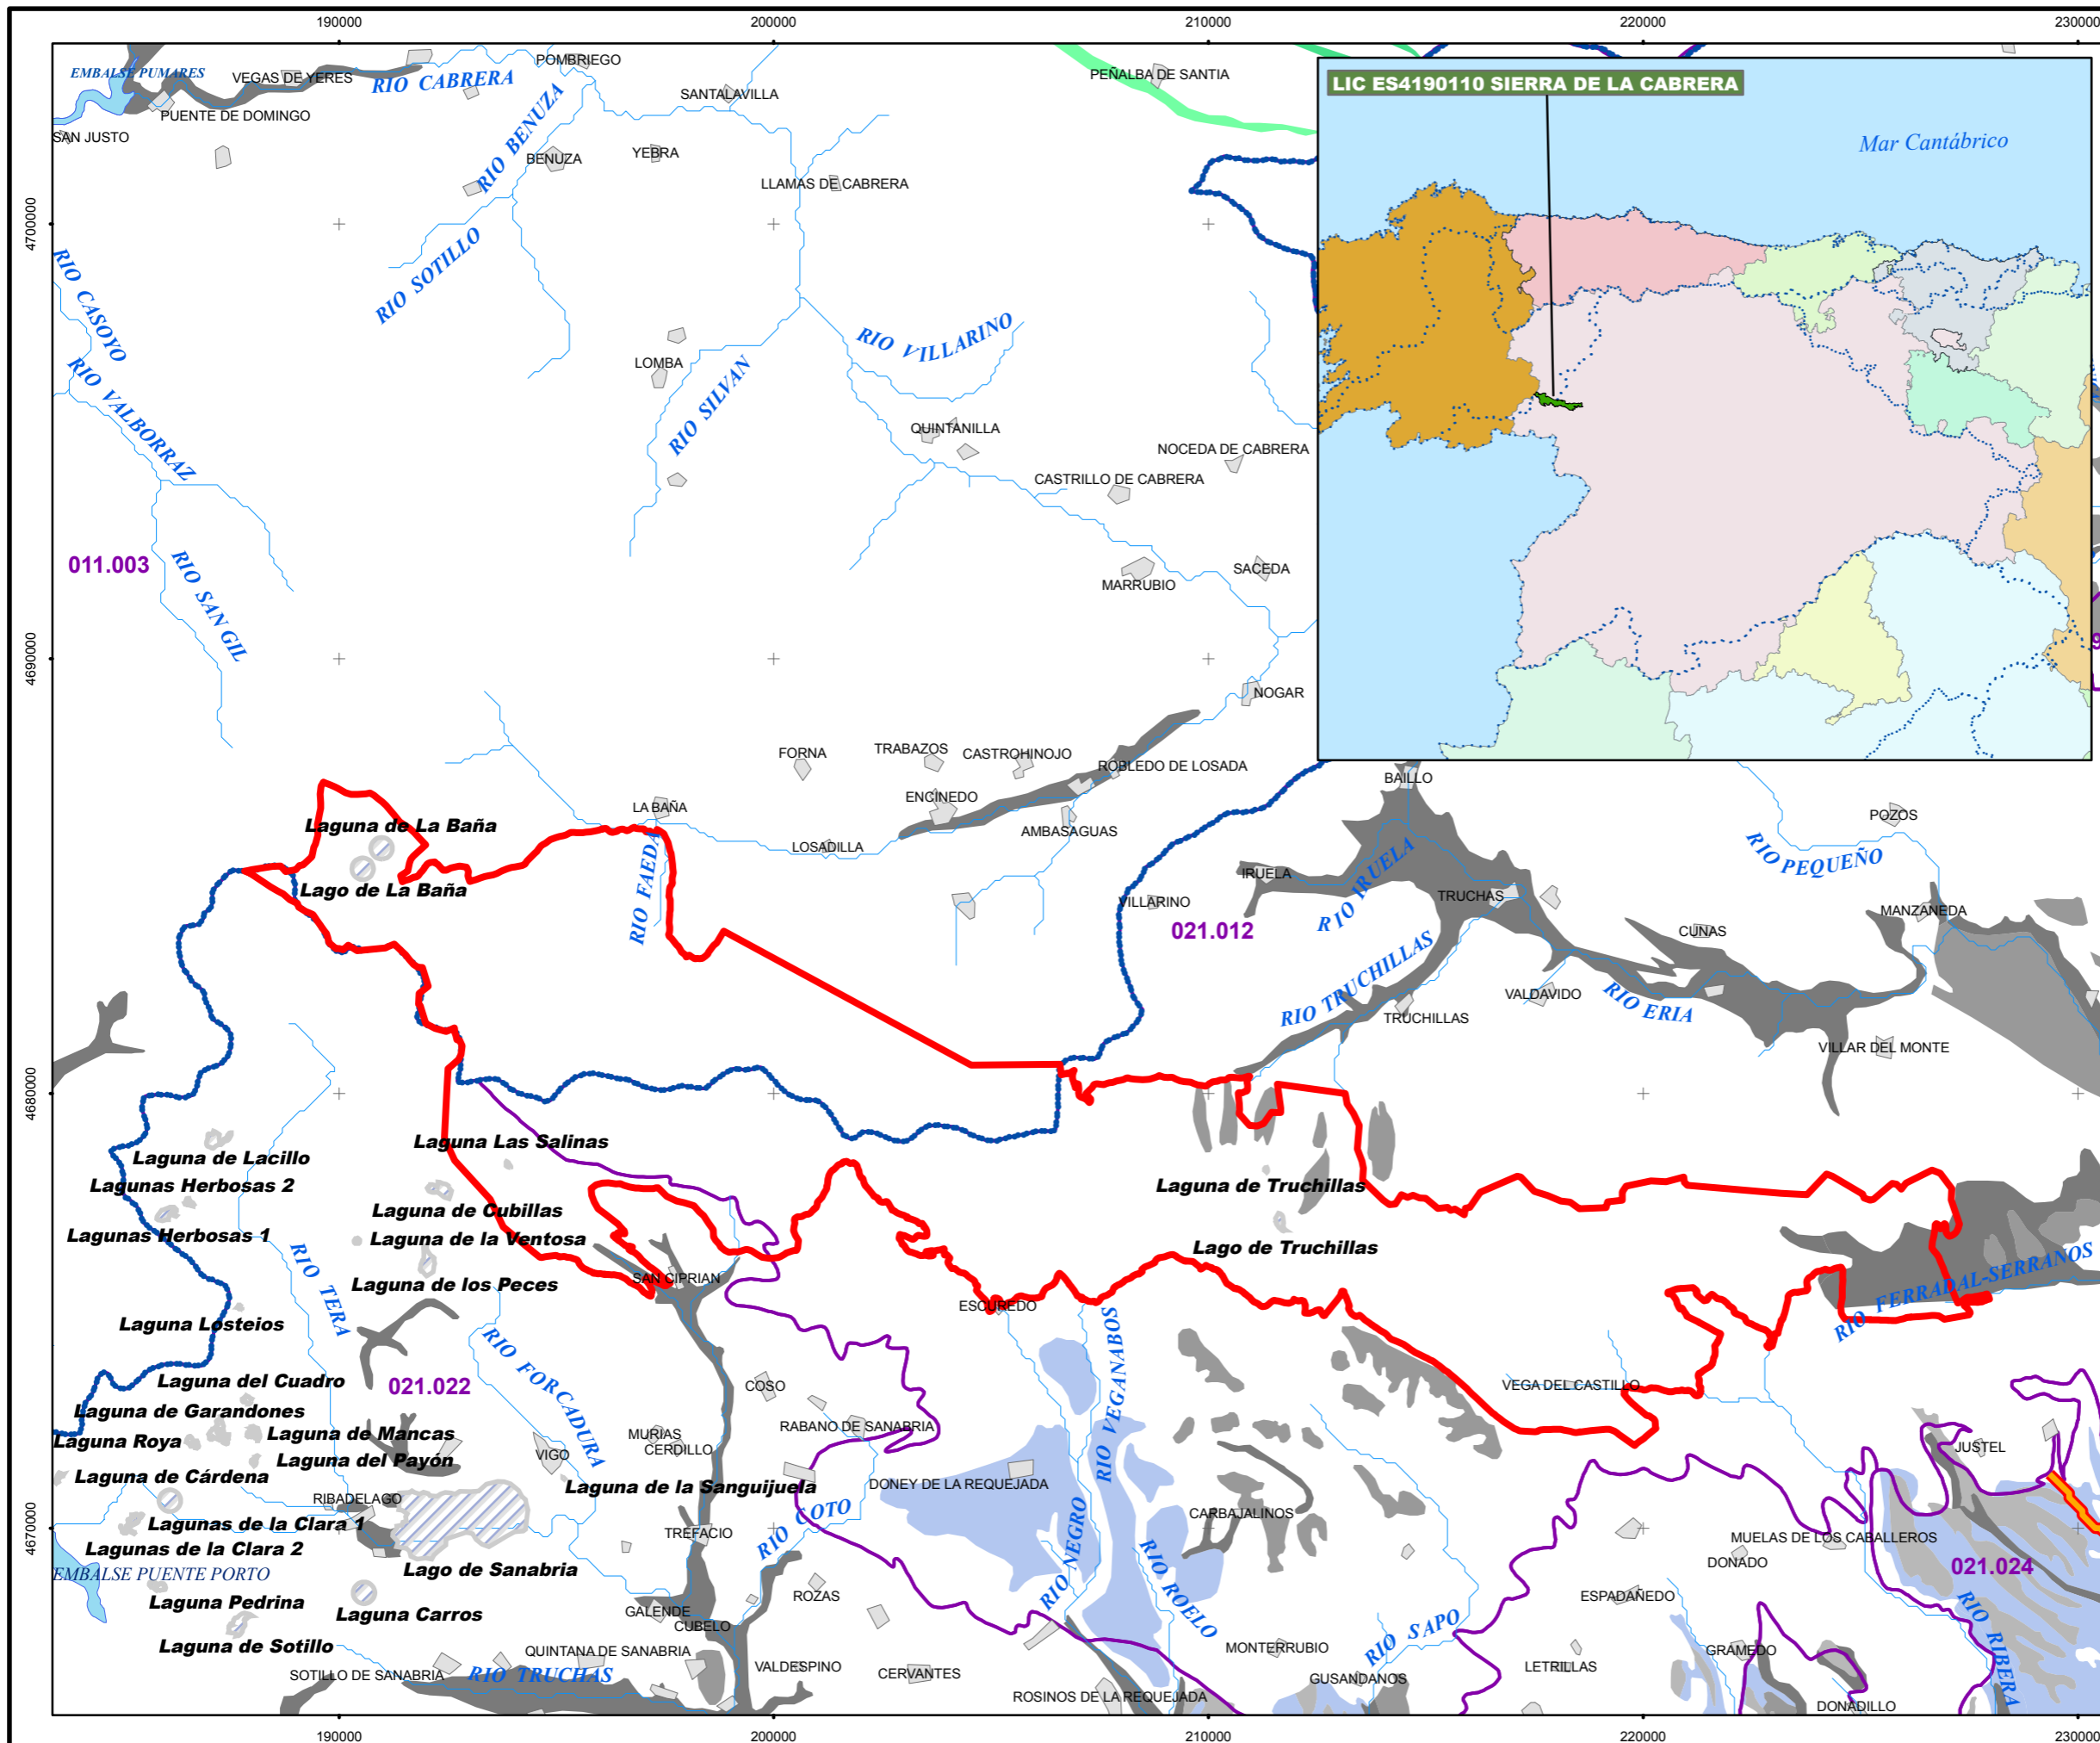 190000
200000
210000
220000
230000
EMBALSE PUMARES
VEGAS DE YERES
RIO CABRERA
POMBRIEGO
PEÑALBA DE SANTIA
LIC ES4190110 SIERRA DE LA CABRERA
SANTALAVILLA
PUENTE DE DOMINGO
SAN JUSTO
RIO BENUZA
BENUZA
YEBRA
LLAMAS DE CABRERA
Mar Cantábrico
4700000
RIO SOTILLO
RIO CASOYO
RIO VALBORRAZ
LOMBA
RIO SILVAN
RIO VILLARINO
QUINTANILLA
NOCEDA DE CABRERA
CASTRILLO DE CABRERA
011.003
RIO SAN GIL
SACEDA
MARRUBIO
4690000
NOGAR
FORNA
TRABAZOS
CASTROHINOJO
ROBLEDO DE LOSADA
BAILLO
ENCINEDO
LA BAÑA
AMBASAGUAS
POZOS
Laguna de La Baña
LOSADILLA
RIO FAEDA
RIO PEQUEÑO
Lago de La Baña
IRUELA
RIO IRUELA
TRUCHAS
VILLARINO
MANZANEDA
021.012
CUNAS
RIO TRUCHILLAS
VALDAVIDO
RIO ERIA
TRUCHILLAS
VILLAR DEL MONTE
4680000
Laguna Las Salinas
Laguna de Lacillo
Lagunas Herbosas 2
Laguna de Truchillas
Laguna de Cubillas
Lagunas Herbosas 1
Laguna de la Ventosa
Lago de Truchillas
RIO TERA
SAN CIPRIAN
Laguna de los Peces
RIO FERRADAL-SERRANOS
ESCUREDO
Laguna Losteios
RIO FORCADURA
RIO VEGANABOS
Laguna del Cuadro
021.022
COSO
VEGA DEL CASTILLO
Laguna de Garandones
RABANO DE SANABRIA
Laguna Roya
Laguna de Mancas
MURIAS
CERDILLO
JUSTEL
Laguna del Payón
VIGO
Laguna de Cárdena
Laguna de la Sanguijuela
DONEY DE LA REQUEJADA
RIBADELAGO
CARBAJALINOS
4670000
Lagunas de la Clara 1
TREFACIO
RIO COTO
RIO NEGRO
MUELAS DE LOS CABALLEROS
Lagunas de la Clara 2
DONADO
EMBALSE PUENTE PORTO
Lago de Sanabria
RIO ROELO
021.024
Laguna Pedrina
ROZAS
ESPADAÑEDO
Laguna Carros
GALENDE
CUBELO
RIO SAPO
RIO RIBERA
Laguna de Sotillo
QUINTANA DE SANABRIA
MONTERRUBIO
GRAMEDO
SOTILLO DE SANABRIA
RIO TRUCHAS
VALDESPINO
CERVANTES
LETRILLAS
GUSANDANOS
ROSINOS DE LA REQUEJADA
DONADILLO
190000
200000
210000
220000
230000